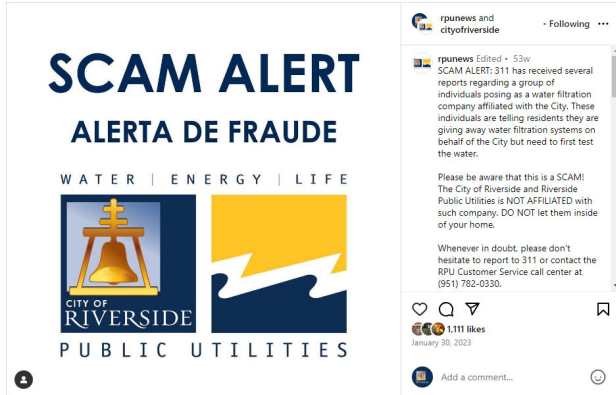 SCAM ALERT
ALERTA DE FRAUDE
WATER | ENERGY | LIFE
CITY OF
RIVERSIDE
PUBLIC UTILITIES
rpunews and
cityofriverside
• Following
rpunews Edited • 53w
SCAM ALERT: 311 has received several
reports regarding a group of
individuals posing as a water filtration
company affiliated with the City. These
individuals are telling residents they are
giving away water filtration systems on
behalf of the City but need to first test
the water.
Please be aware that this is a SCAM!
The City of Riverside and Riverside
Public Utilities is NOT AFFILIATED with
such company. DO NOT let them inside
of your home.
Whenever in doubt, please don't
hesitate to report to 311 or contact the
RPU Customer Service call center at
(951) 782-0330.
1,111 likes
January 30, 2023
Add a comment...